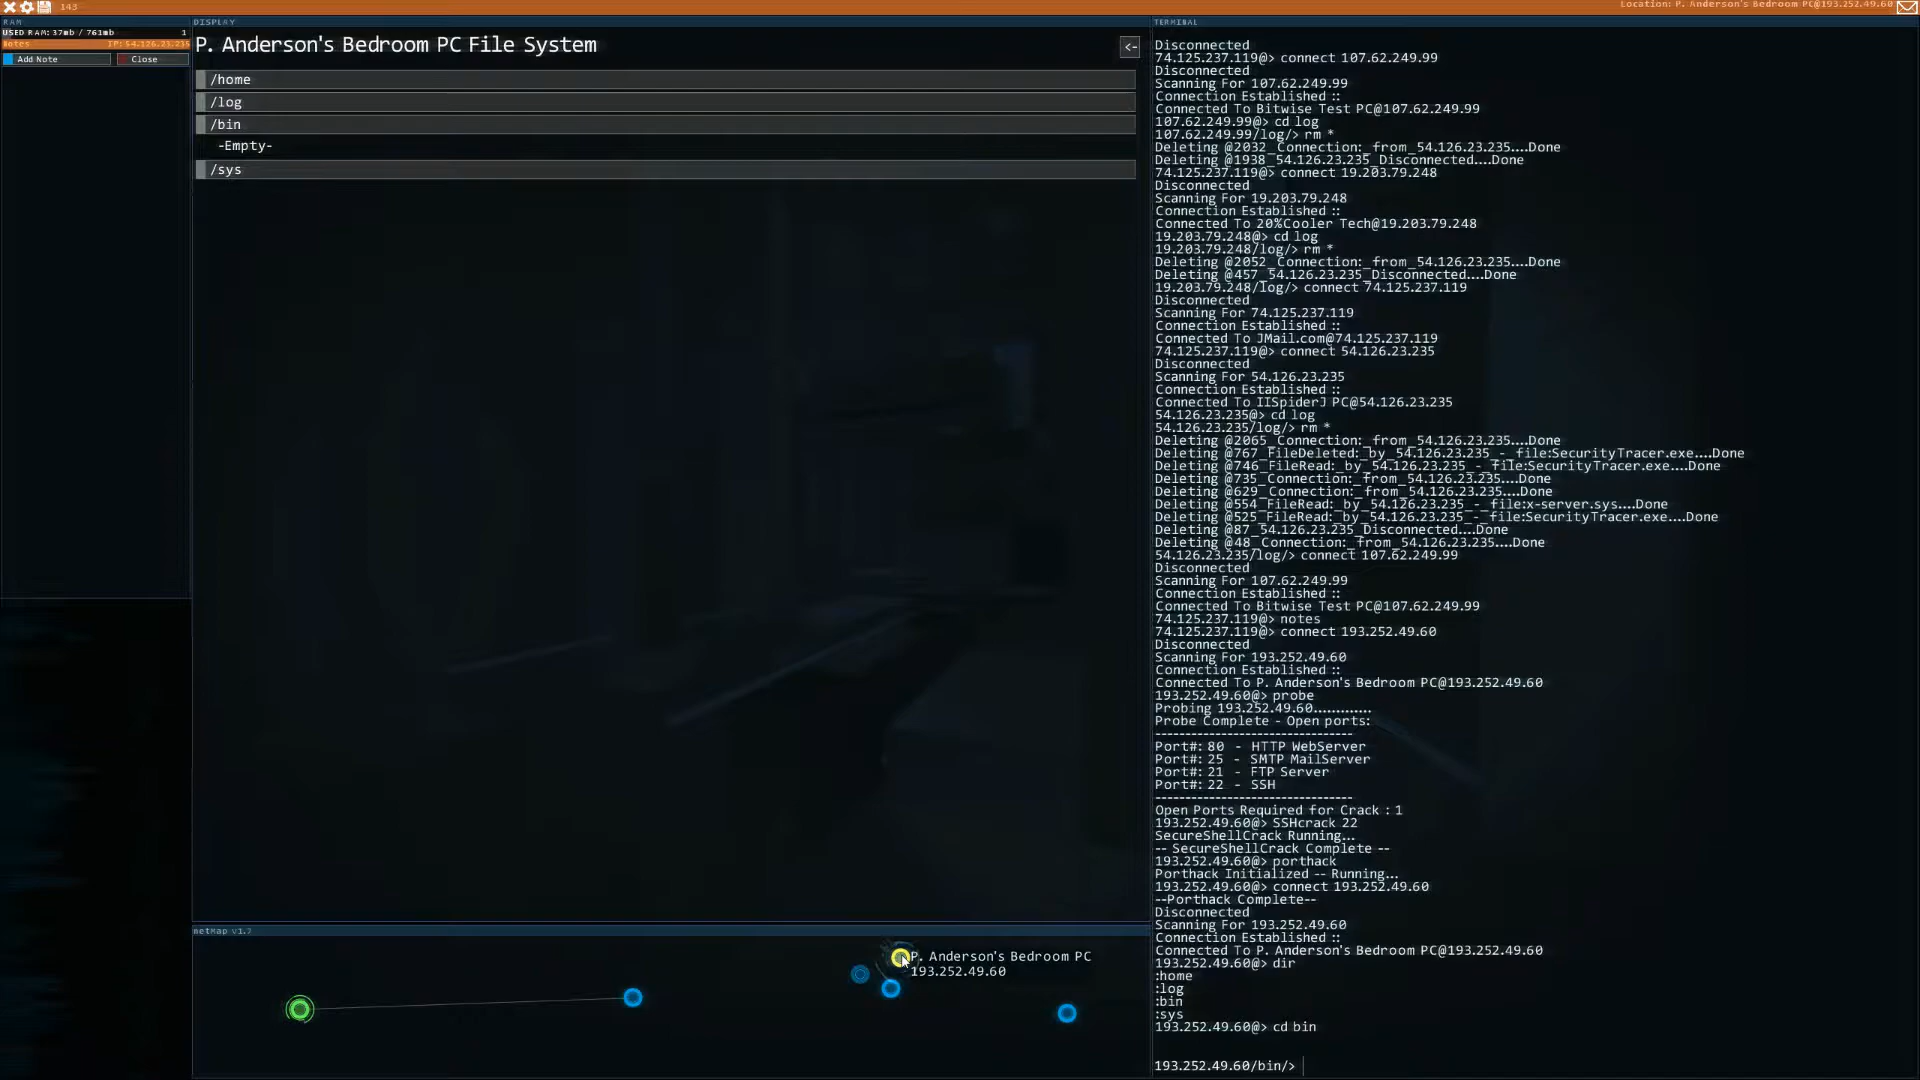 143
Location: P. Anderson's Bedroom PC@193.252.49.60
RAM
USED RAM: 37mb / 761mb
1
Notes
IP: 54.126.23.235
Add Note
Close
DISPLAY
P. Anderson's Bedroom PC File System
<-
/home
/log
/bin
-Empty-
/sys
netMap v1.7
P. Anderson's Bedroom PC
193.252.49.60
TERMINAL
Disconnected
74.125.237.119@> connect 107.62.249.99
Disconnected
Scanning For 107.62.249.99
Connection Established ::
Connected To Bitwise Test PC@107.62.249.99
107.62.249.99@> cd log
107.62.249.99/log/> rm *
Deleting @2032_Connection:_from_54.126.23.235....Done
Deleting @1938_54.126.23.235_Disconnected....Done
74.125.237.119@> connect 19.203.79.248
Disconnected
Scanning For 19.203.79.248
Connection Established ::
Connected To 20%Cooler Tech@19.203.79.248
19.203.79.248@> cd log
19.203.79.248/log/> rm *
Deleting @2052_Connection:_from_54.126.23.235....Done
Deleting @457_54.126.23.235_Disconnected....Done
19.203.79.248/log/> connect 74.125.237.119
Disconnected
Scanning For 74.125.237.119
Connection Established ::
Connected To JMail.com@74.125.237.119
74.125.237.119@> connect 54.126.23.235
Disconnected
Scanning For 54.126.23.235
Connection Established ::
Connected To IISpiderJ PC@54.126.23.235
54.126.23.235@> cd log
54.126.23.235/log/> rm *
Deleting @2065_Connection:_from_54.126.23.235....Done
Deleting @767_FileDeleted:_by_54.126.23.235_-_file:SecurityTracer.exe....Done
Deleting @746_FileRead:_by_54.126.23.235_-_file:SecurityTracer.exe....Done
Deleting @735_Connection:_from_54.126.23.235....Done
Deleting @629_Connection:_from_54.126.23.235....Done
Deleting @554_FileRead:_by_54.126.23.235_-_file:x-server.sys....Done
Deleting @525_FileRead:_by_54.126.23.235_-_file:SecurityTracer.exe....Done
Deleting @87_54.126.23.235_Disconnected....Done
Deleting @48_Connection:_from_54.126.23.235....Done
54.126.23.235/log/> connect 107.62.249.99
Disconnected
Scanning For 107.62.249.99
Connection Established ::
Connected To Bitwise Test PC@107.62.249.99
74.125.237.119@> notes
74.125.237.119@> connect 193.252.49.60
Disconnected
Scanning For 193.252.49.60
Connection Established ::
Connected To P. Anderson's Bedroom PC@193.252.49.60
193.252.49.60@> probe
Probing 193.252.49.60.............
Probe Complete - Open ports:
---------------------------------
Port#: 80 - HTTP WebServer
Port#: 25 - SMTP MailServer
Port#: 21 - FTP Server
Port#: 22 - SSH
---------------------------------
Open Ports Required for Crack : 1
193.252.49.60@> SSHcrack 22
SecureShellCrack Running...
-- SecureShellCrack Complete --
193.252.49.60@> porthack
Porthack Initialized -- Running...
193.252.49.60@> connect 193.252.49.60
--Porthack Complete--
Disconnected
Scanning For 193.252.49.60
Connection Established ::
Connected To P. Anderson's Bedroom PC@193.252.49.60
193.252.49.60@> dir
:home
:log
:bin
:sys
193.252.49.60@> cd bin
193.252.49.60/bin/>